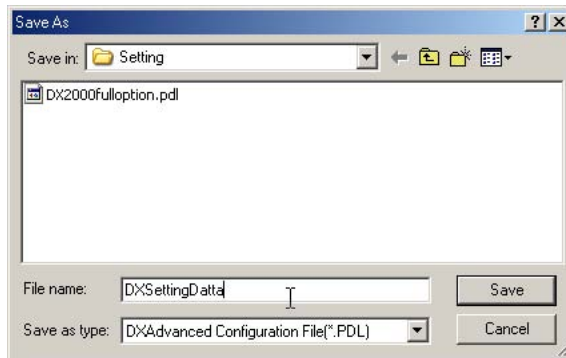 Save As
Save in: Setting
DX2000fulloption.pdl
File name: DXSettingDatta Save
Save as type: DXAdvanced Configuration File(*.PDL) Cancel